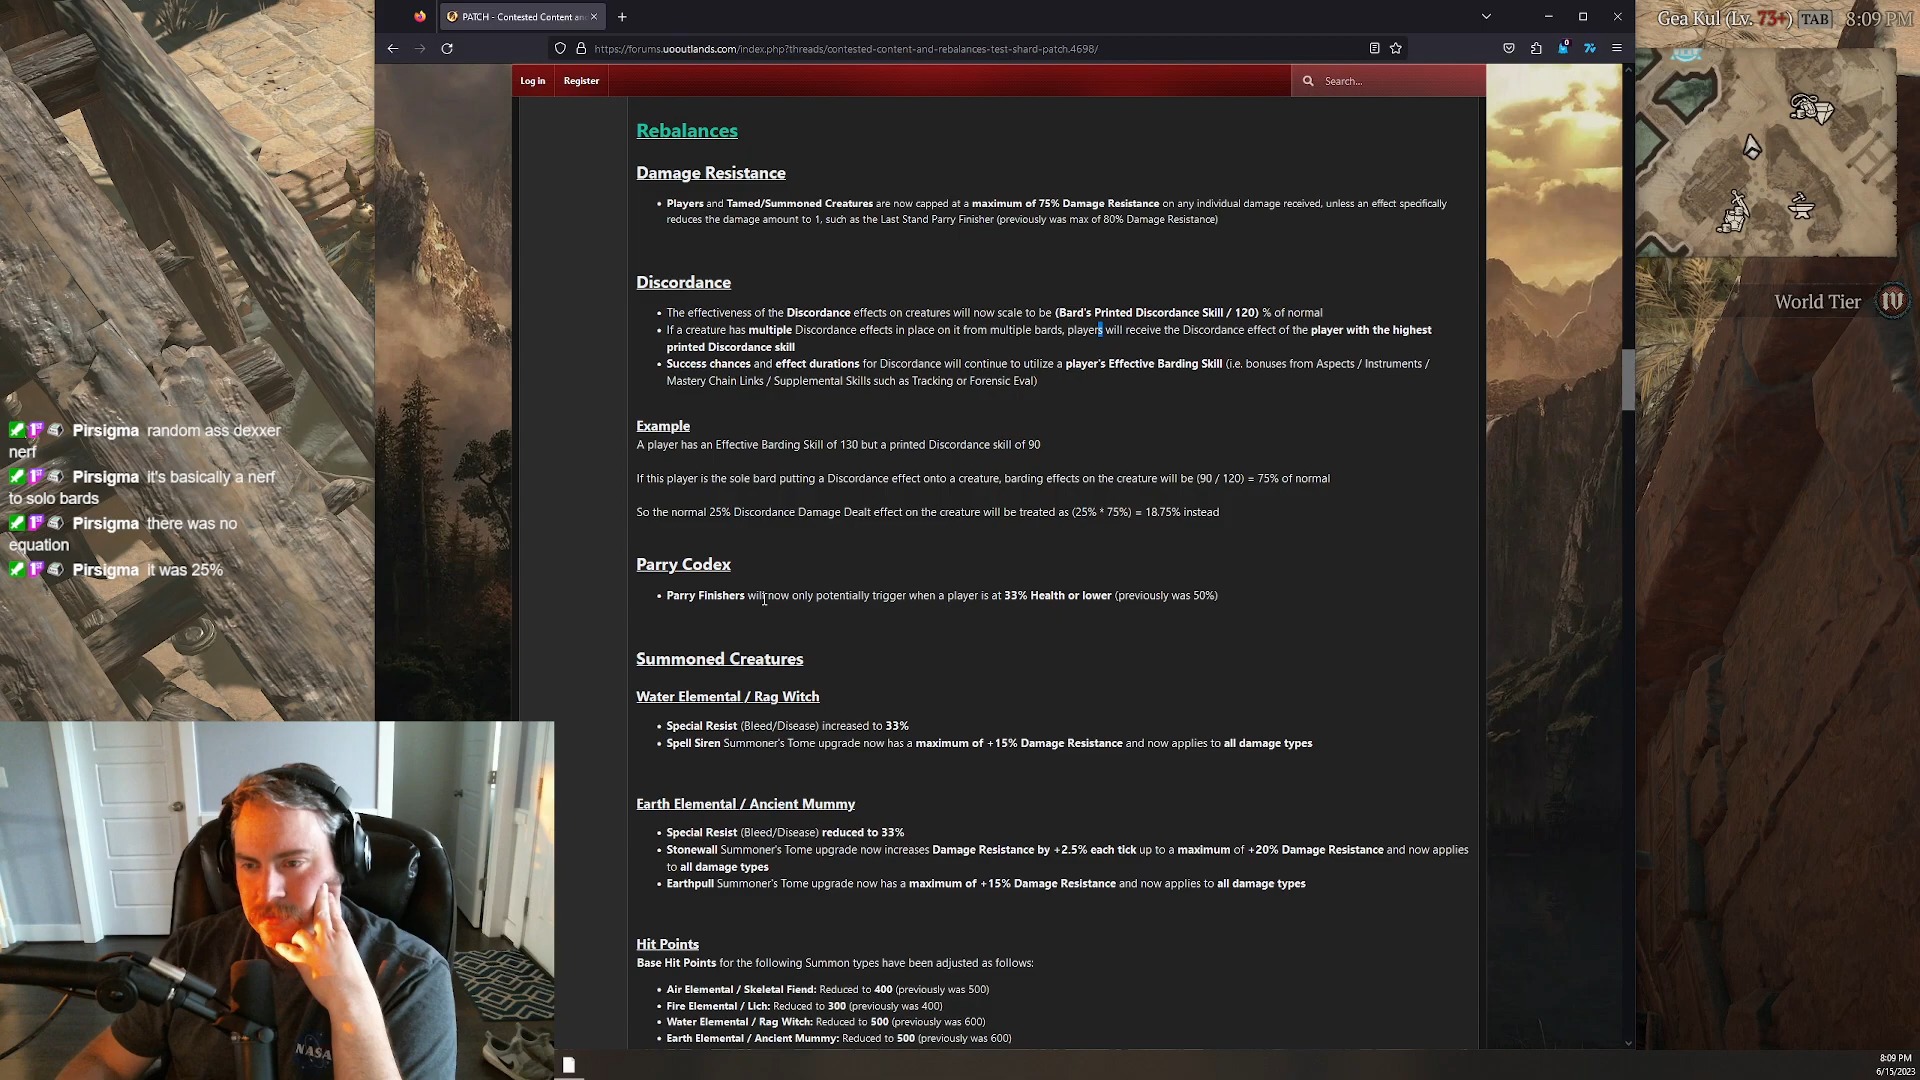 PATCH - Contested Content an
Gea Kul (Lv. 73+) TAB 8:09 PM
https://forums.uooutlands.com/index.php?threads/contested-content-and-rebalances-test-shard-patch.4698/
0
Log in Register Search...
World Tier IV
Rebalances
Damage Resistance
• Players and Tamed/Summoned Creatures are now capped at a maximum of 75% Damage Resistance on any individual damage received, unless an effect specifically
reduces the damage amount to 1, such as the Last Stand Parry Finisher (previously was max of 80% Damage Resistance)
Discordance
• The effectiveness of the Discordance effects on creatures will now scale to be (Bard's Printed Discordance Skill / 120) % of normal
• If a creature has multiple Discordance effects in place on it from multiple bards, players will receive the Discordance effect of the player with the highest
printed Discordance skill
• Success chances and effect durations for Discordance will continue to utilize a player's Effective Barding Skill (i.e. bonuses from Aspects / Instruments /
Mastery Chain Links / Supplemental Skills such as Tracking or Forensic Eval)
Example
A player has an Effective Barding Skill of 130 but a printed Discordance skill of 90
If this player is the sole bard putting a Discordance effect onto a creature, barding effects on the creature will be (90 / 120) = 75% of normal
So the normal 25% Discordance Damage Dealt effect on the creature will be treated as (25% * 75%) = 18.75% instead
Parry Codex
• Parry Finishers will now only potentially trigger when a player is at 33% Health or lower (previously was 50%)
Summoned Creatures
Water Elemental / Rag Witch
• Special Resist (Bleed/Disease) increased to 33%
• Spell Siren Summoner's Tome upgrade now has a maximum of +15% Damage Resistance and now applies to all damage types
Earth Elemental / Ancient Mummy
• Special Resist (Bleed/Disease) reduced to 33%
• Stonewall Summoner's Tome upgrade now increases Damage Resistance by +2.5% each tick up to a maximum of +20% Damage Resistance and now applies
to all damage types
• Earthpull Summoner's Tome upgrade now has a maximum of +15% Damage Resistance and now applies to all damage types
Hit Points
Base Hit Points for the following Summon types have been adjusted as follows:
• Air Elemental / Skeletal Fiend: Reduced to 400 (previously was 500)
• Fire Elemental / Lich: Reduced to 300 (previously was 400)
• Water Elemental / Rag Witch: Reduced to 500 (previously was 600)
• Earth Elemental / Ancient Mummy: Reduced to 500 (previously was 600)
1ST Pirsigma random ass dexxer
nerf
1ST Pirsigma it's basically a nerf
to solo bards
1ST Pirsigma there was no
equation
1ST Pirsigma it was 25%
NASA
8:09 PM
6/15/2023